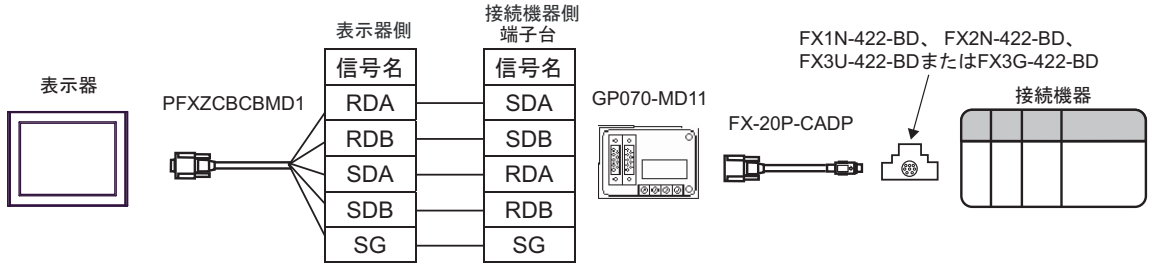 表示器
PFXZCBCBMD1
表示器側
信号名
RDA
RDB
SDA
SDB
SG
接続機器側
端子台
信号名
SDA
SDB
RDA
RDB
SG
GP070-MD11
FX-20P-CADP
FX1N-422-BD、 FX2N-422-BD、
FX3U-422-BDまたはFX3G-422-BD
接続機器